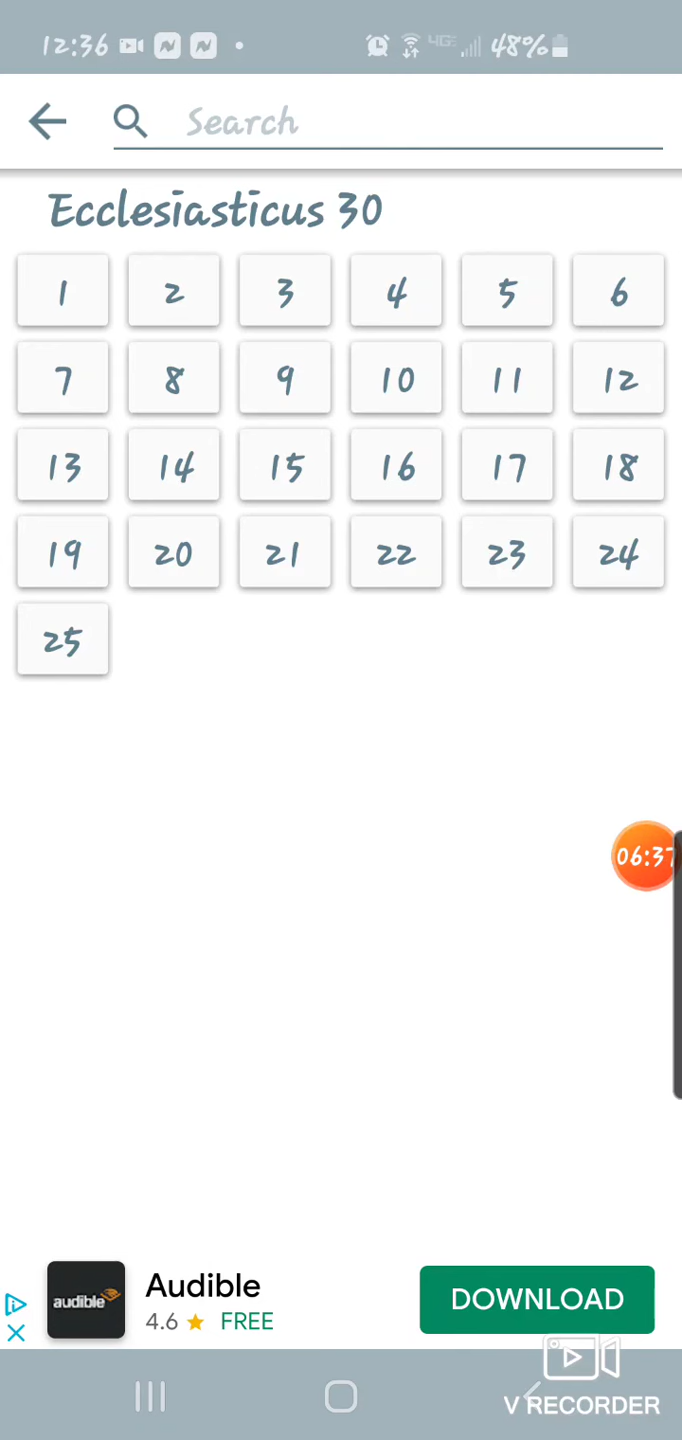 12:36 4GE 48%
Search
Ecclesiasticus 30
1 2 3 4 5 6
7 8 9 10 11 12
13 14 15 16 17 18
19 20 21 22 23 24
25
06:37
audible
Audible
4.6 ★ FREE
DOWNLOAD
V RECORDER